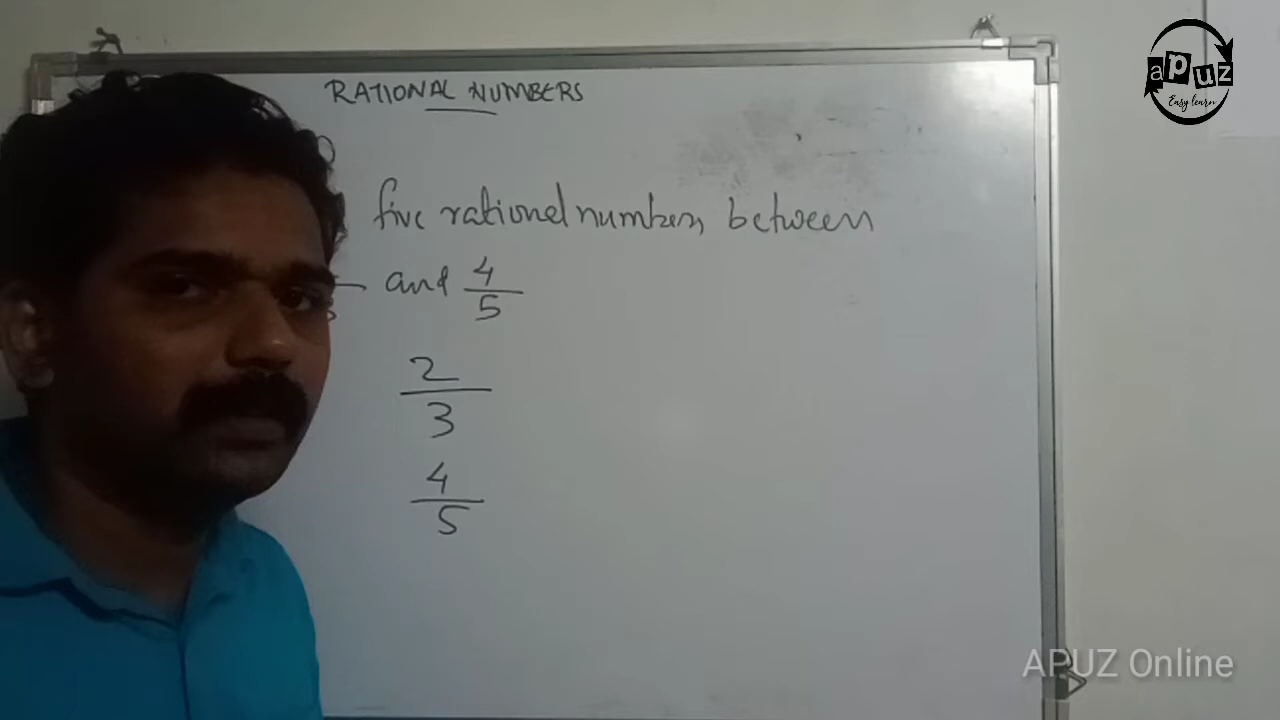 RATIONAL NUMBERS
five rational numbers between
and 4/5
2/3
4/5
apuz
Easy learn
APUZ Online